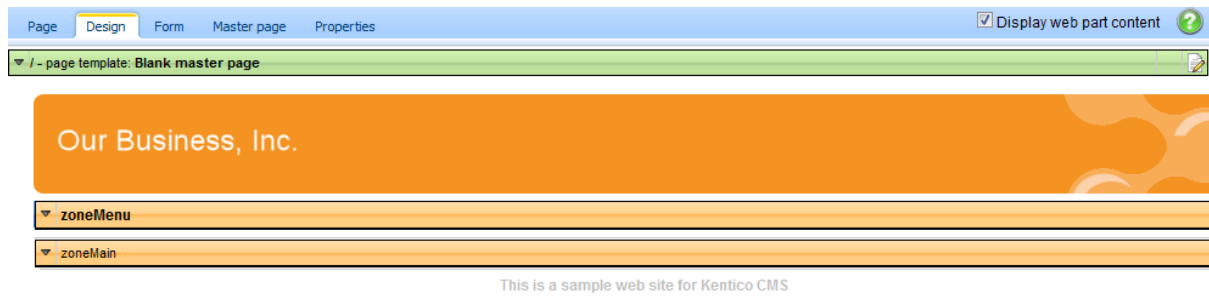 Page Design Form Master page Properties Display web part content ?
/ - page template: Blank master page
Our Business, Inc.
zoneMenu
zoneMain
This is a sample web site for Kentico CMS